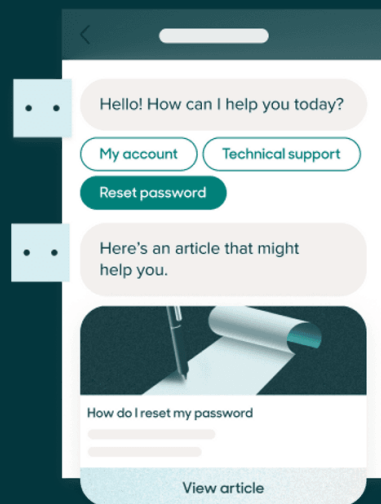 Hello! How can I help you today?
My account
Technical support
Reset password
Here's an article that might
help you.
How do I reset my password
View article